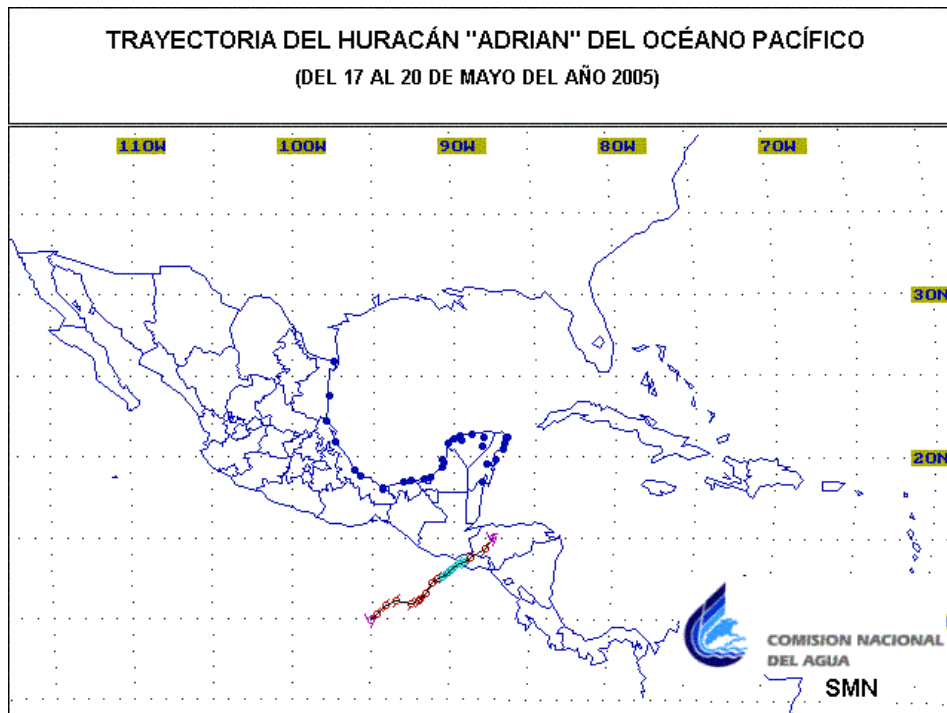 TRAYECTORIA DEL HURACÁN "ADRIAN" DEL OCÉANO PACÍFICO
(DEL 17 AL 20 DE MAYO DEL AÑO 2005)
110W 100W 90W 80W 70W
30N
20N
COMISION NACIONAL
DEL AGUA
SMN